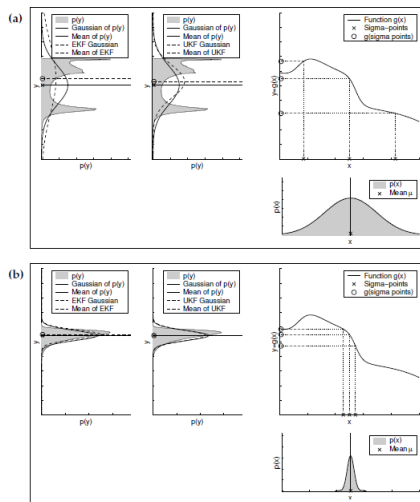 (a)
p(y)
Gaussian of p(y)
Mean of p(y)
EKF Gaussian
Mean of EKF
y
p(y)
p(y)
Gaussian of p(y)
Mean of p(y)
UKF Gaussian
Mean of UKF
y
p(y)
Function g(x)
Sigma−points
g(sigma points)
y=g(x)
x
p(x)
Mean μ
p(x)
x
(b)
p(y)
Gaussian of p(y)
Mean of p(y)
EKF Gaussian
Mean of EKF
y
p(y)
p(y)
Gaussian of p(y)
Mean of p(y)
UKF Gaussian
Mean of UKF
y
p(y)
Function g(x)
Sigma−points
g(sigma points)
y=g(x)
x
p(x)
Mean μ
p(x)
x